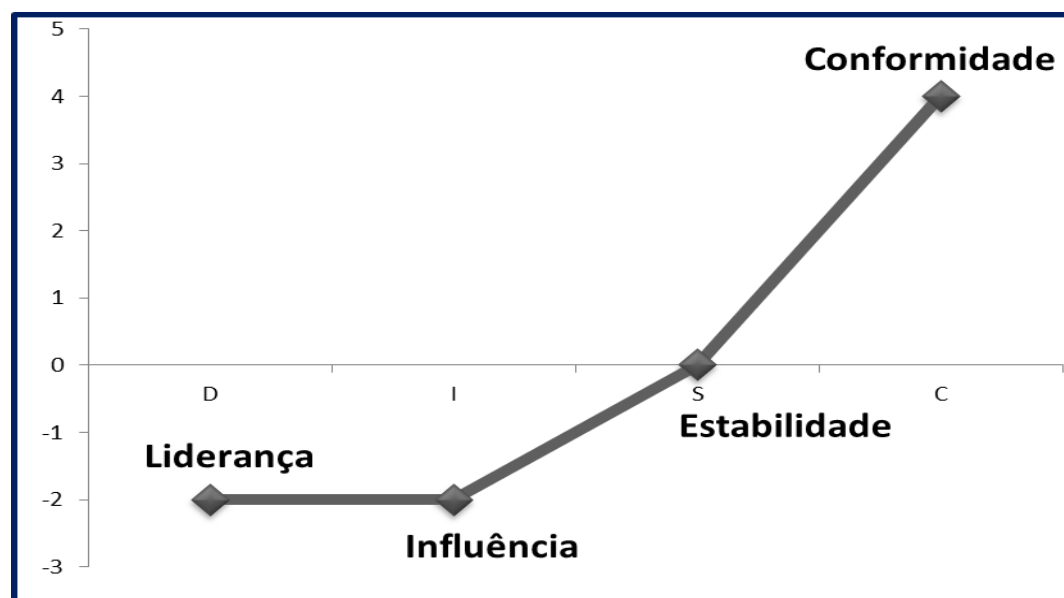 5
Conformidade
4
3
2
1
0
D I S C
-1
Estabilidade
Liderança
-2
Influência
-3